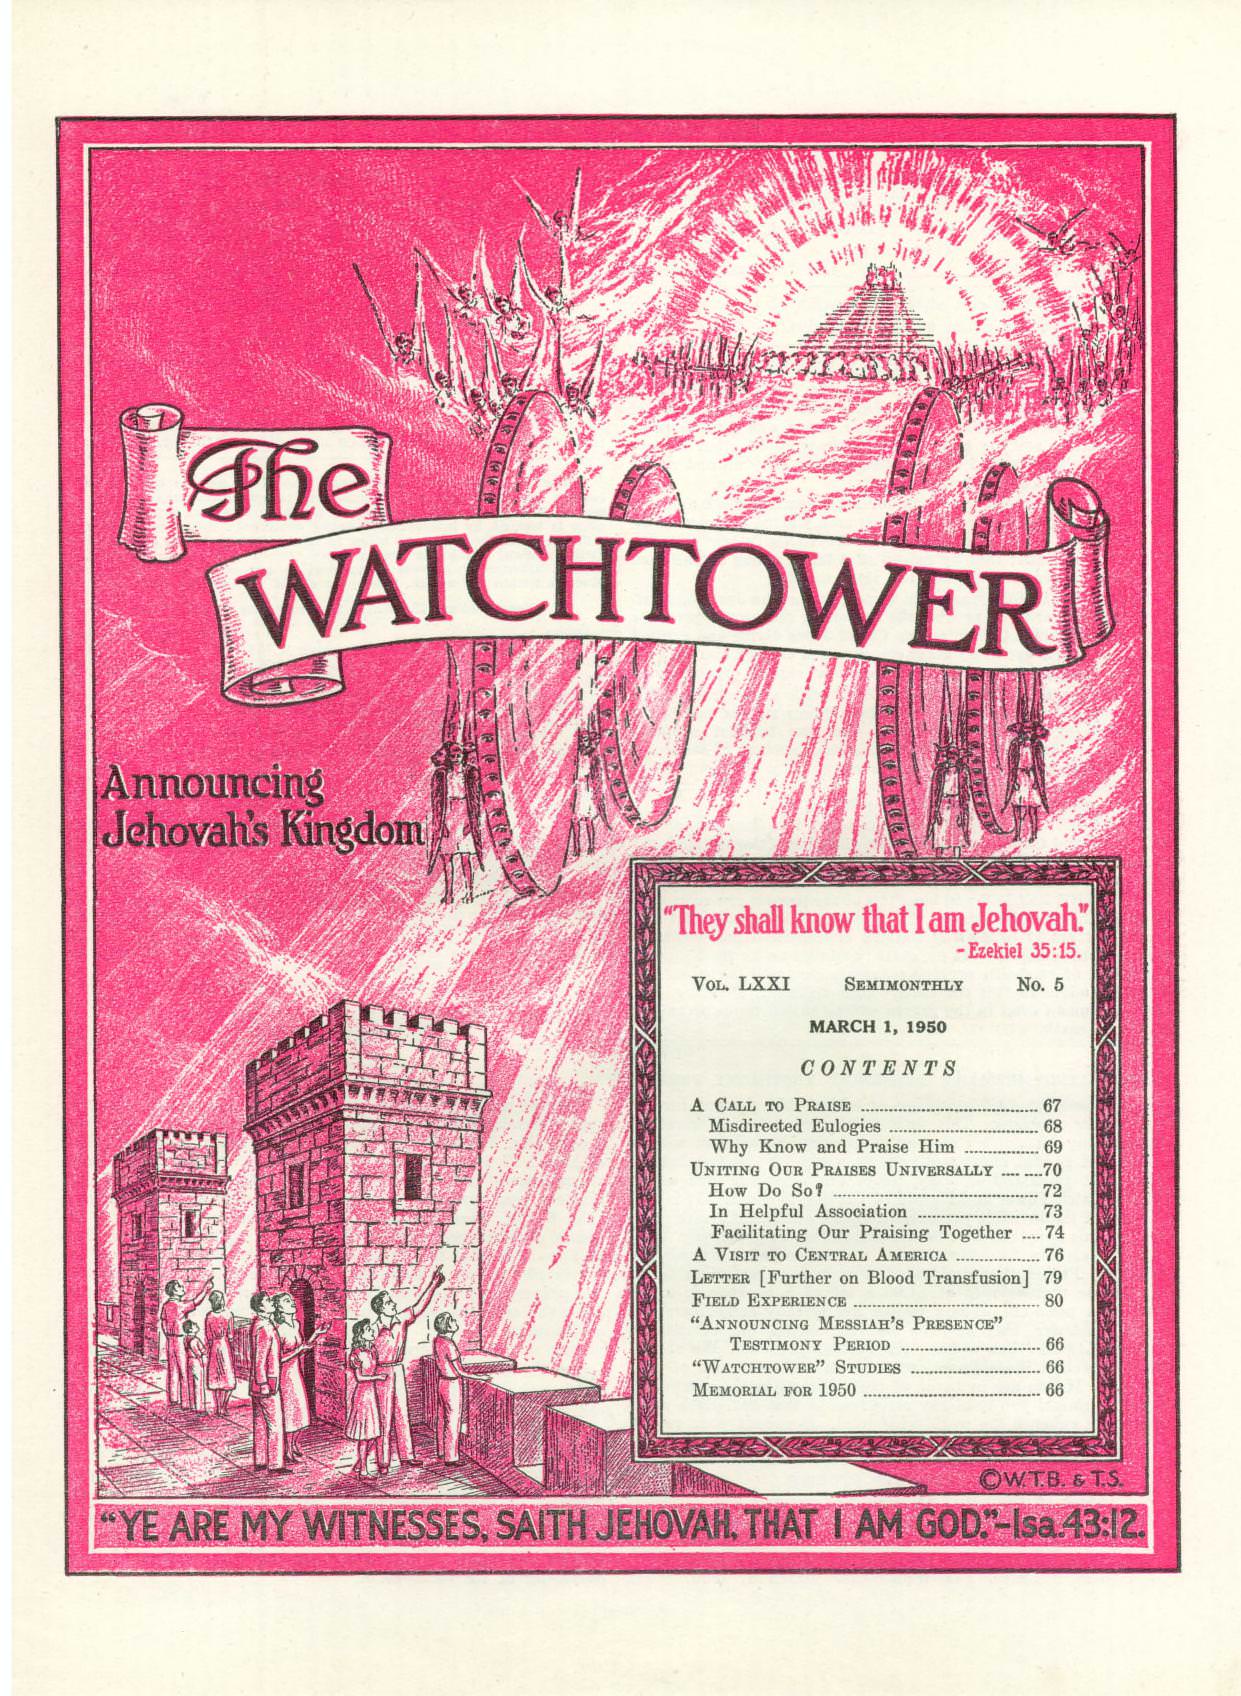 The
WATCHTOWER
Announcing
Jehovah's Kingdom
"They shall know that I am Jehovah."
-Ezekiel 35:15.
VOL. LXXI SEMIMONTHLY No. 5
MARCH 1, 1950
CONTENTS
A CALL TO PRAISE 67
Misdirected Eulogies 68
Why Know and Praise Him 69
UNITING OUR PRAISES UNIVERSALLY 70
How Do So? 72
In Helpful Association 73
Facilitating Our Praising Together 74
A VISIT TO CENTRAL AMERICA 76
LETTER [Further on Blood Transfusion] 79
FIELD EXPERIENCE 80
"ANNOUNCING MESSIAH'S PRESENCE"
TESTIMONY PERIOD 66
"WATCHTOWER" STUDIES 66
MEMORIAL FOR 1950 66
©W.T.B. & T.S.
"YE ARE MY WITNESSES, SAITH JEHOVAH, THAT I AM GOD."-Isa.43:12.